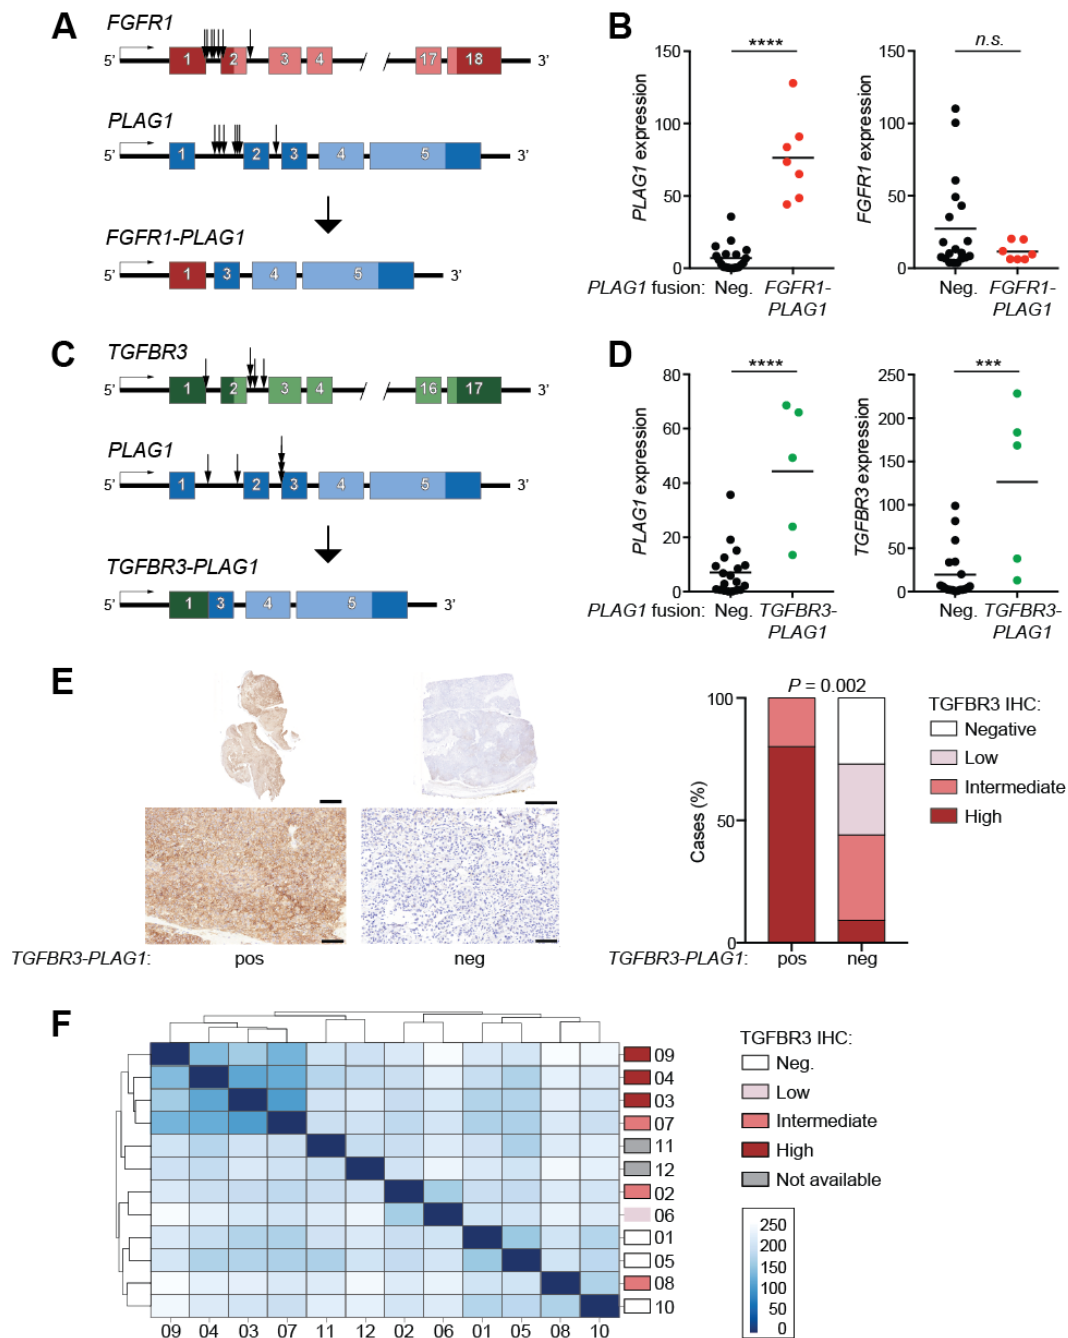 A
FGFR1
5'
1
2
3
4
17
18
3'
PLAG1
5'
1
2
3
4
5
3'
FGFR1-PLAG1
5'
1
3
4
5
3'
B
****
150
100
50
0
PLAG1 expression
PLAG1 fusion:
Neg.
FGFR1-
PLAG1
n.s.
150
100
50
0
FGFR1 expression
Neg.
FGFR1-
PLAG1
C
TGFBR3
5'
1
2
3
4
16
17
3'
PLAG1
5'
1
2
3
4
5
3'
TGFBR3-PLAG1
5'
1
3
4
5
3'
D
****
80
60
40
20
0
PLAG1 expression
PLAG1 fusion:
Neg.
TGFBR3-
PLAG1
***
250
200
150
100
50
0
TGFBR3 expression
Neg.
TGFBR3-
PLAG1
E
TGFBR3-PLAG1:
pos
neg
P = 0.002
100
50
0
Cases (%)
TGFBR3-PLAG1:
pos
neg
TGFBR3 IHC:
Negative
Low
Intermediate
High
F
09
04
03
07
11
12
02
06
01
05
08
10
09 04 03 07 11 12 02 06 01 05 08 10
TGFBR3 IHC:
Neg.
Low
Intermediate
High
Not available
250
200
150
100
50
0